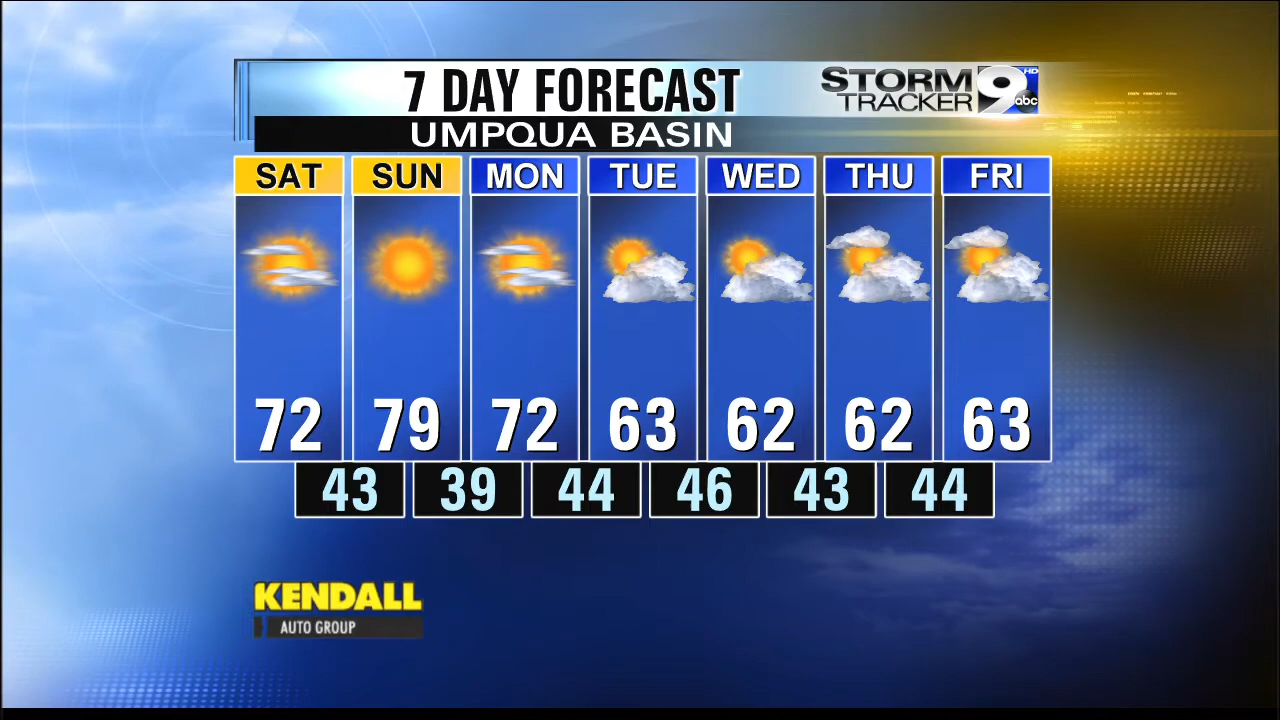 7 DAY FORECAST
STORM
TRACKER
9
HD
abc
UMPQUA BASIN
SAT SUN MON TUE WED THU FRI
72 79 72 63 62 62 63
43 39 44 46 43 44
KENDALL
AUTO GROUP